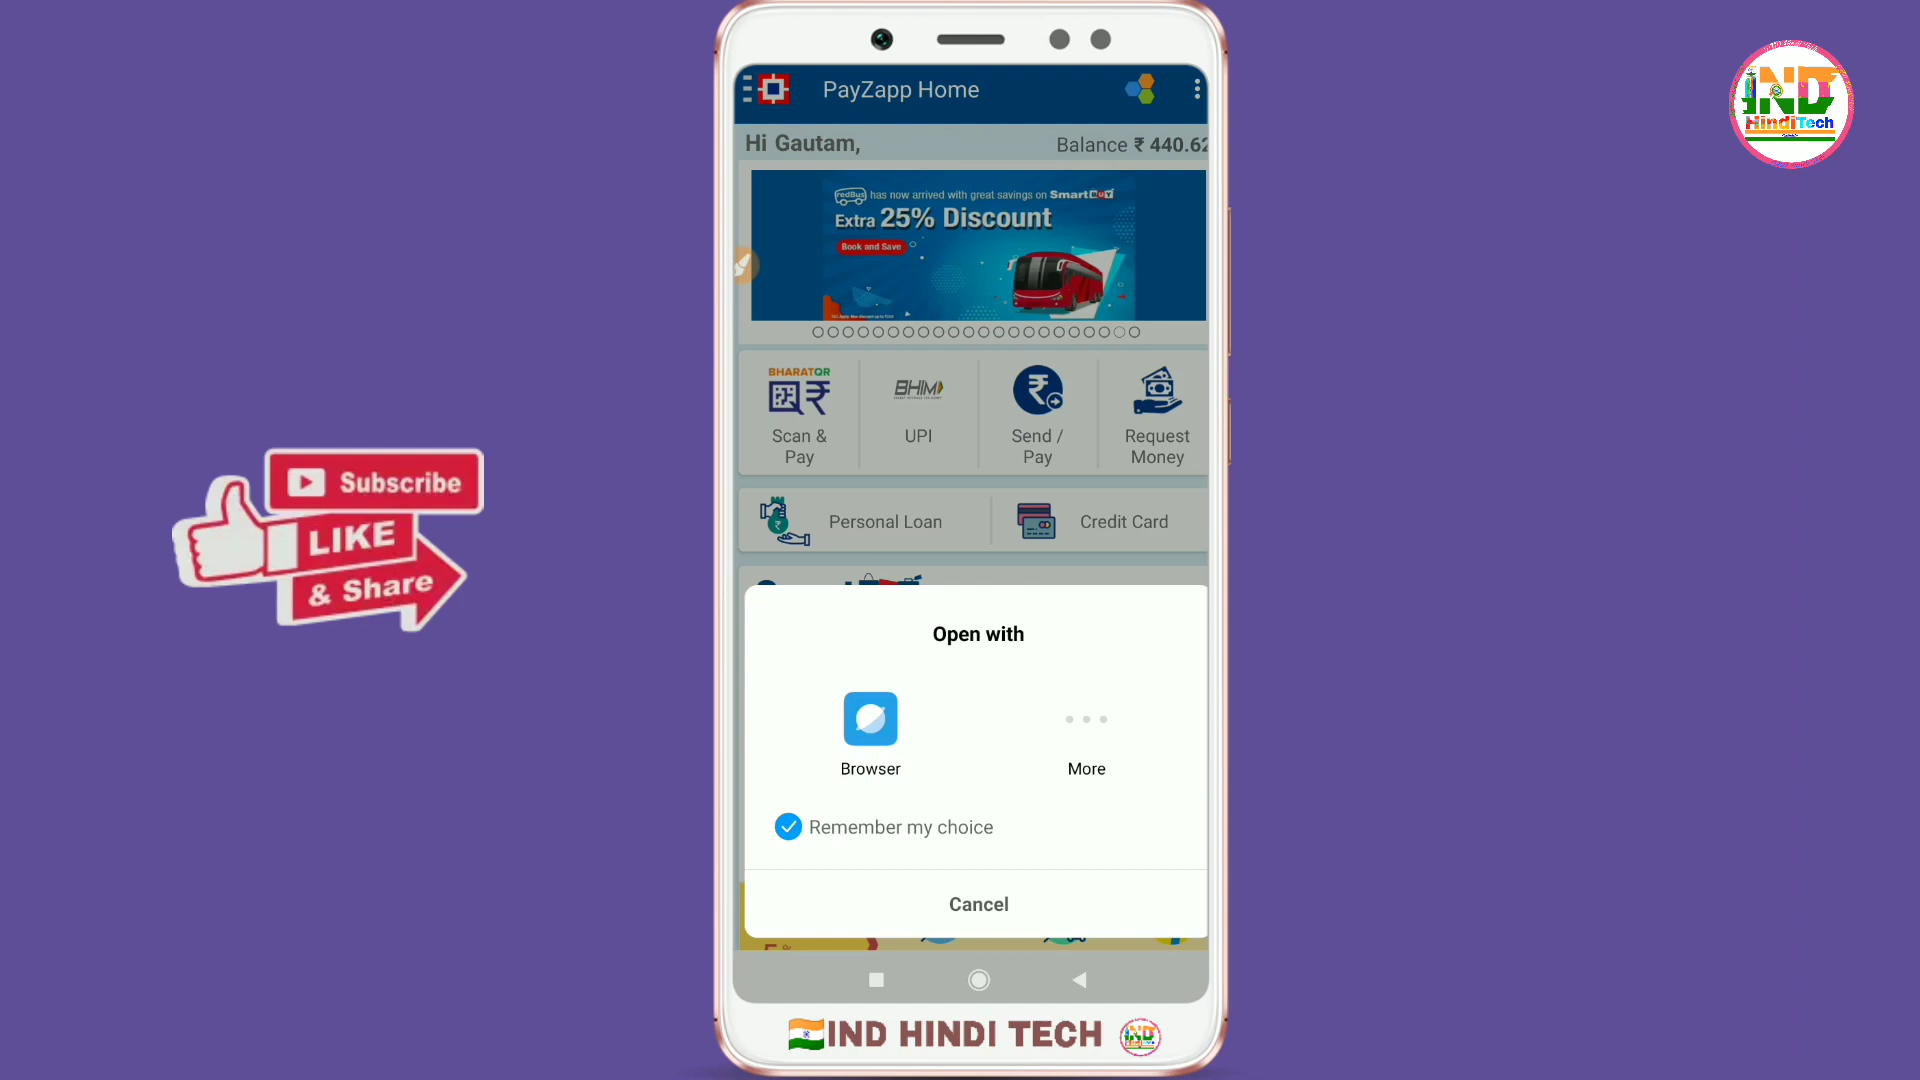 PayZapp Home
Hi Gautam,
Balance ₹ 440.62
redBus has now arrived with great savings on SmartBUY
Extra 25% Discount
Book and Save
BHARATQR
BHIM
Scan &
Pay
UPI
Send /
Pay
Request
Money
Personal Loan
Credit Card
Open with
Browser
More
Remember my choice
Cancel
🇮🇳IND HINDI TECH
Subscribe
LIKE
& Share
IND
HindiTech